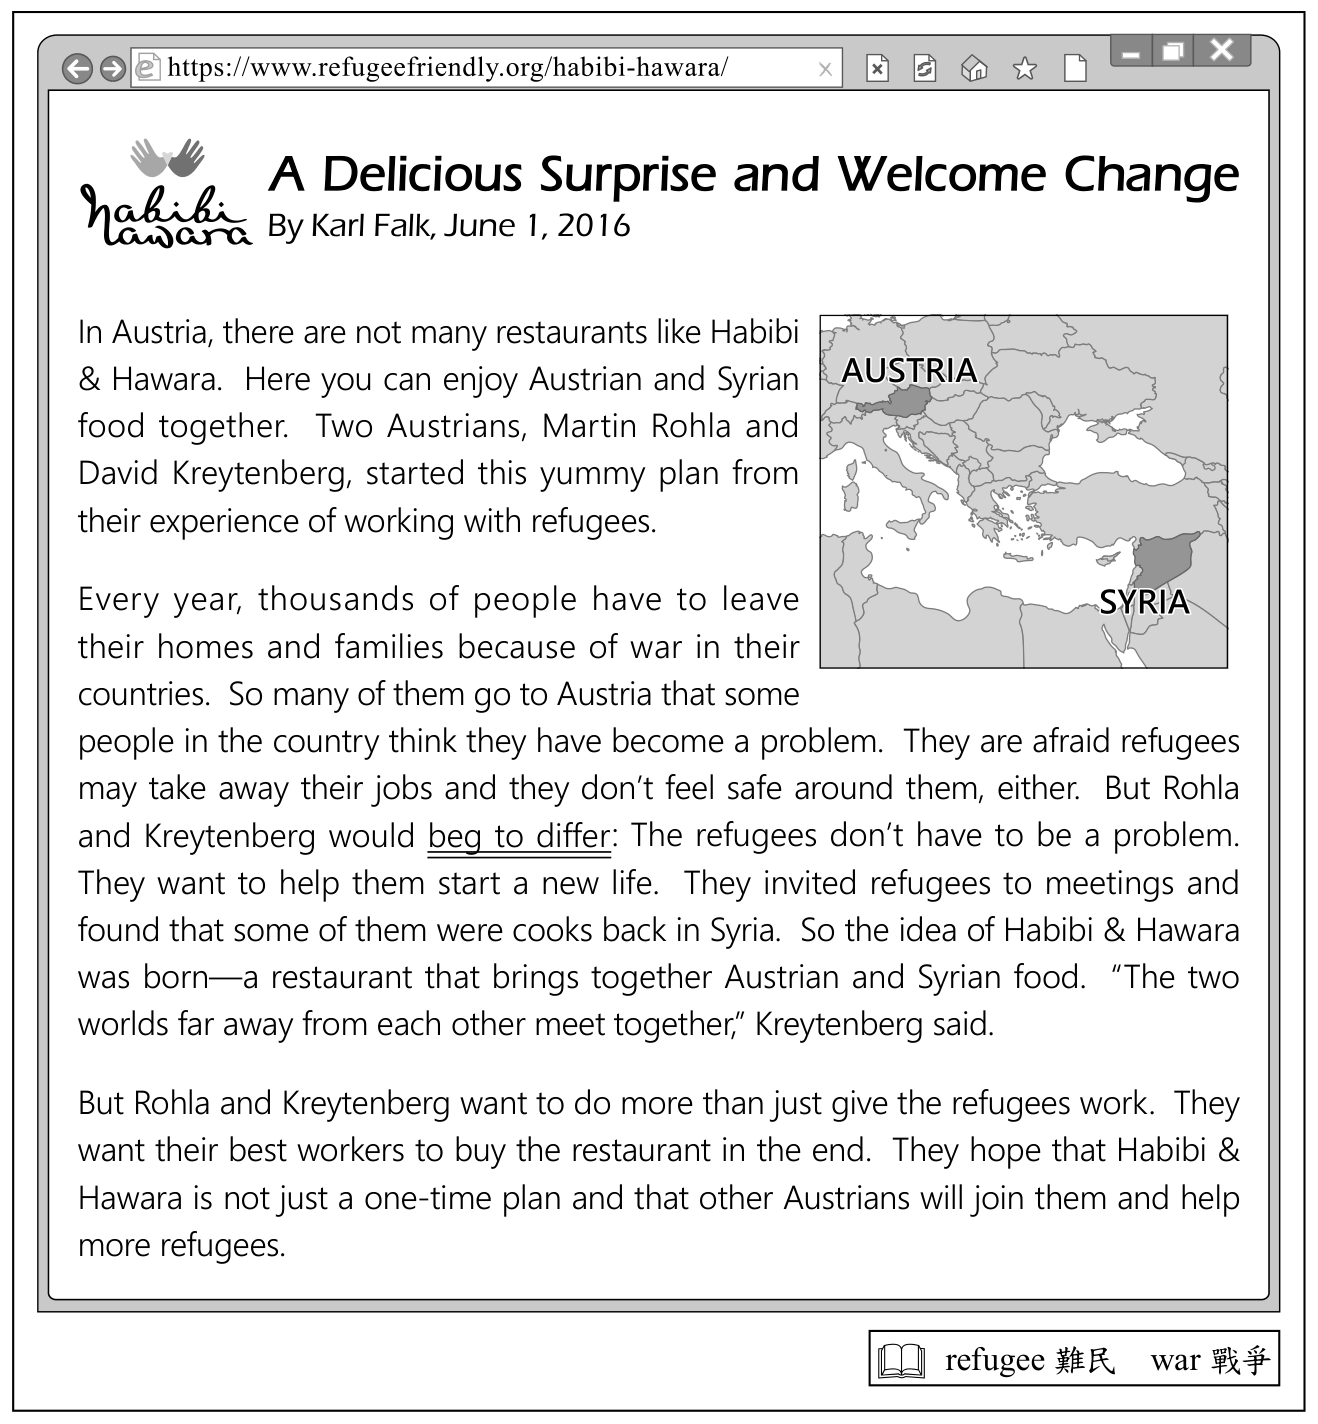 https://www.refugeefriendly.org/habibi-hawara/
habibi
hawara
A Delicious Surprise and Welcome Change
By Karl Falk, June 1, 2016
In Austria, there are not many restaurants like Habibi
& Hawara. Here you can enjoy Austrian and Syrian
food together. Two Austrians, Martin Rohla and
David Kreytenberg, started this yummy plan from
their experience of working with refugees.
AUSTRIA
SYRIA
Every year, thousands of people have to leave
their homes and families because of war in their
countries. So many of them go to Austria that some
people in the country think they have become a problem. They are afraid refugees
may take away their jobs and they don't feel safe around them, either. But Rohla
and Kreytenberg would beg to differ: The refugees don't have to be a problem.
They want to help them start a new life. They invited refugees to meetings and
found that some of them were cooks back in Syria. So the idea of Habibi & Hawara
was born—a restaurant that brings together Austrian and Syrian food. “The two
worlds far away from each other meet together,” Kreytenberg said.
But Rohla and Kreytenberg want to do more than just give the refugees work. They
want their best workers to buy the restaurant in the end. They hope that Habibi &
Hawara is not just a one-time plan and that other Austrians will join them and help
more refugees.
refugee 難民 war 戰爭